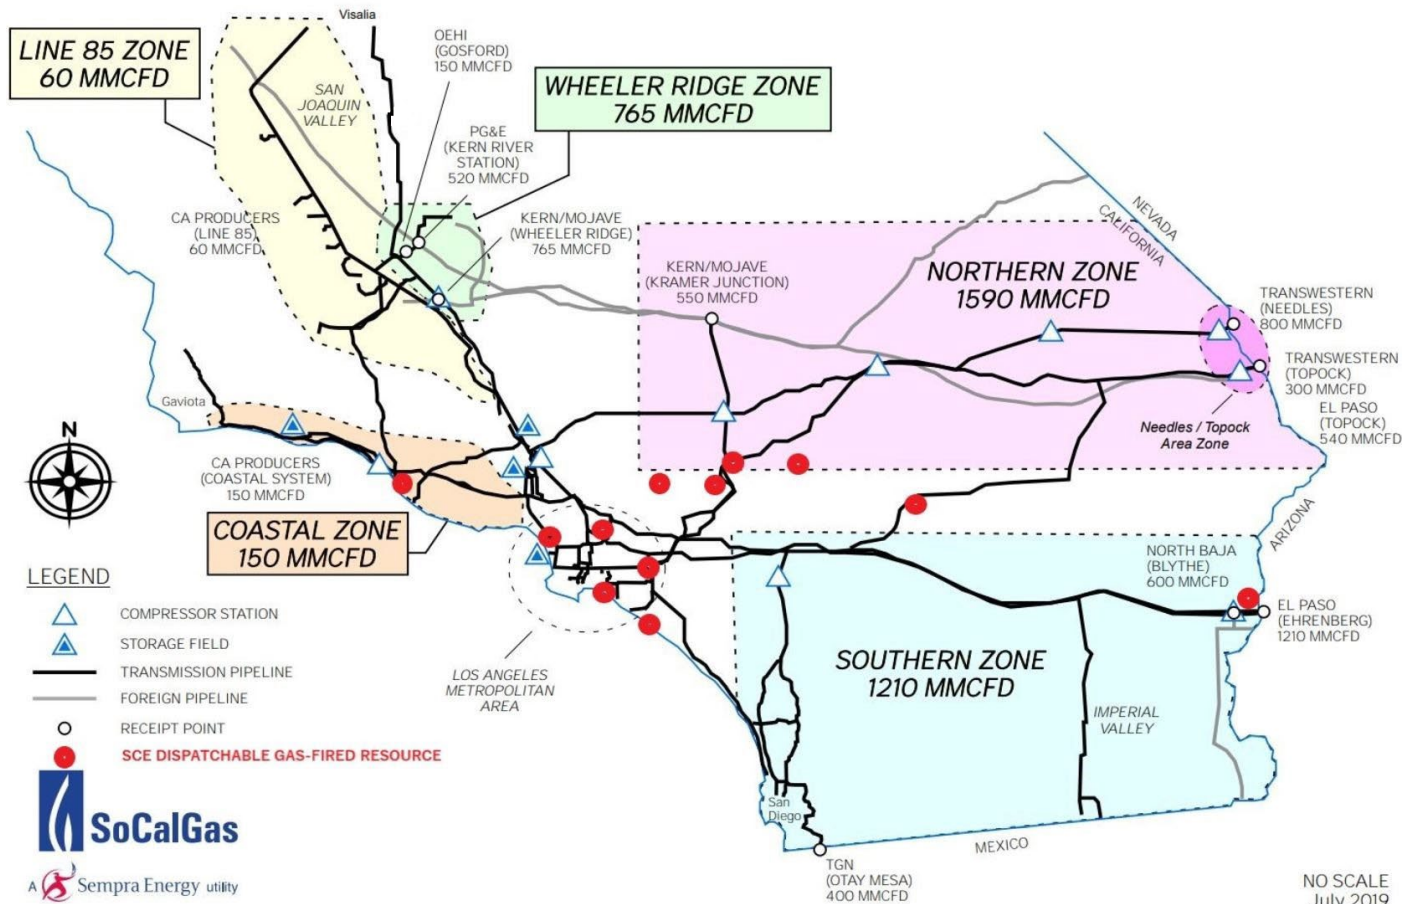 Visalia
LINE 85 ZONE
60 MMCFD
SAN
JOAQUIN
VALLEY
OEHI
(GOSFORD)
150 MMCFD
WHEELER RIDGE ZONE
765 MMCFD
PG&E
(KERN RIVER
STATION)
520 MMCFD
CA PRODUCERS
(LINE 85)
60 MMCFD
KERN/MOJAVE
(WHEELER RIDGE)
765 MMCFD
NEVADA
CALIFORNIA
KERN/MOJAVE
(KRAMER JUNCTION)
550 MMCFD
NORTHERN ZONE
1590 MMCFD
TRANSWESTERN
(NEEDLES)
800 MMCFD
TRANSWESTERN
(TOPOCK)
300 MMCFD
EL PASO
(TOPOCK)
540 MMCFD
Needles / Topock
Area Zone
Gaviota
N
CA PRODUCERS
(COASTAL SYSTEM)
150 MMCFD
COASTAL ZONE
150 MMCFD
ARIZONA
NORTH BAJA
(BLYTHE)
600 MMCFD
EL PASO
(EHRENBERG)
1210 MMCFD
LEGEND
COMPRESSOR STATION
STORAGE FIELD
TRANSMISSION PIPELINE
FOREIGN PIPELINE
RECEIPT POINT
SCE DISPATCHABLE GAS-FIRED RESOURCE
LOS ANGELES
METROPOLITAN
AREA
SOUTHERN ZONE
1210 MMCFD
IMPERIAL
VALLEY
San
Diego
MEXICO
TGN
(OTAY MESA)
400 MMCFD
SoCalGas
A Sempra Energy utility
NO SCALE
July 2019